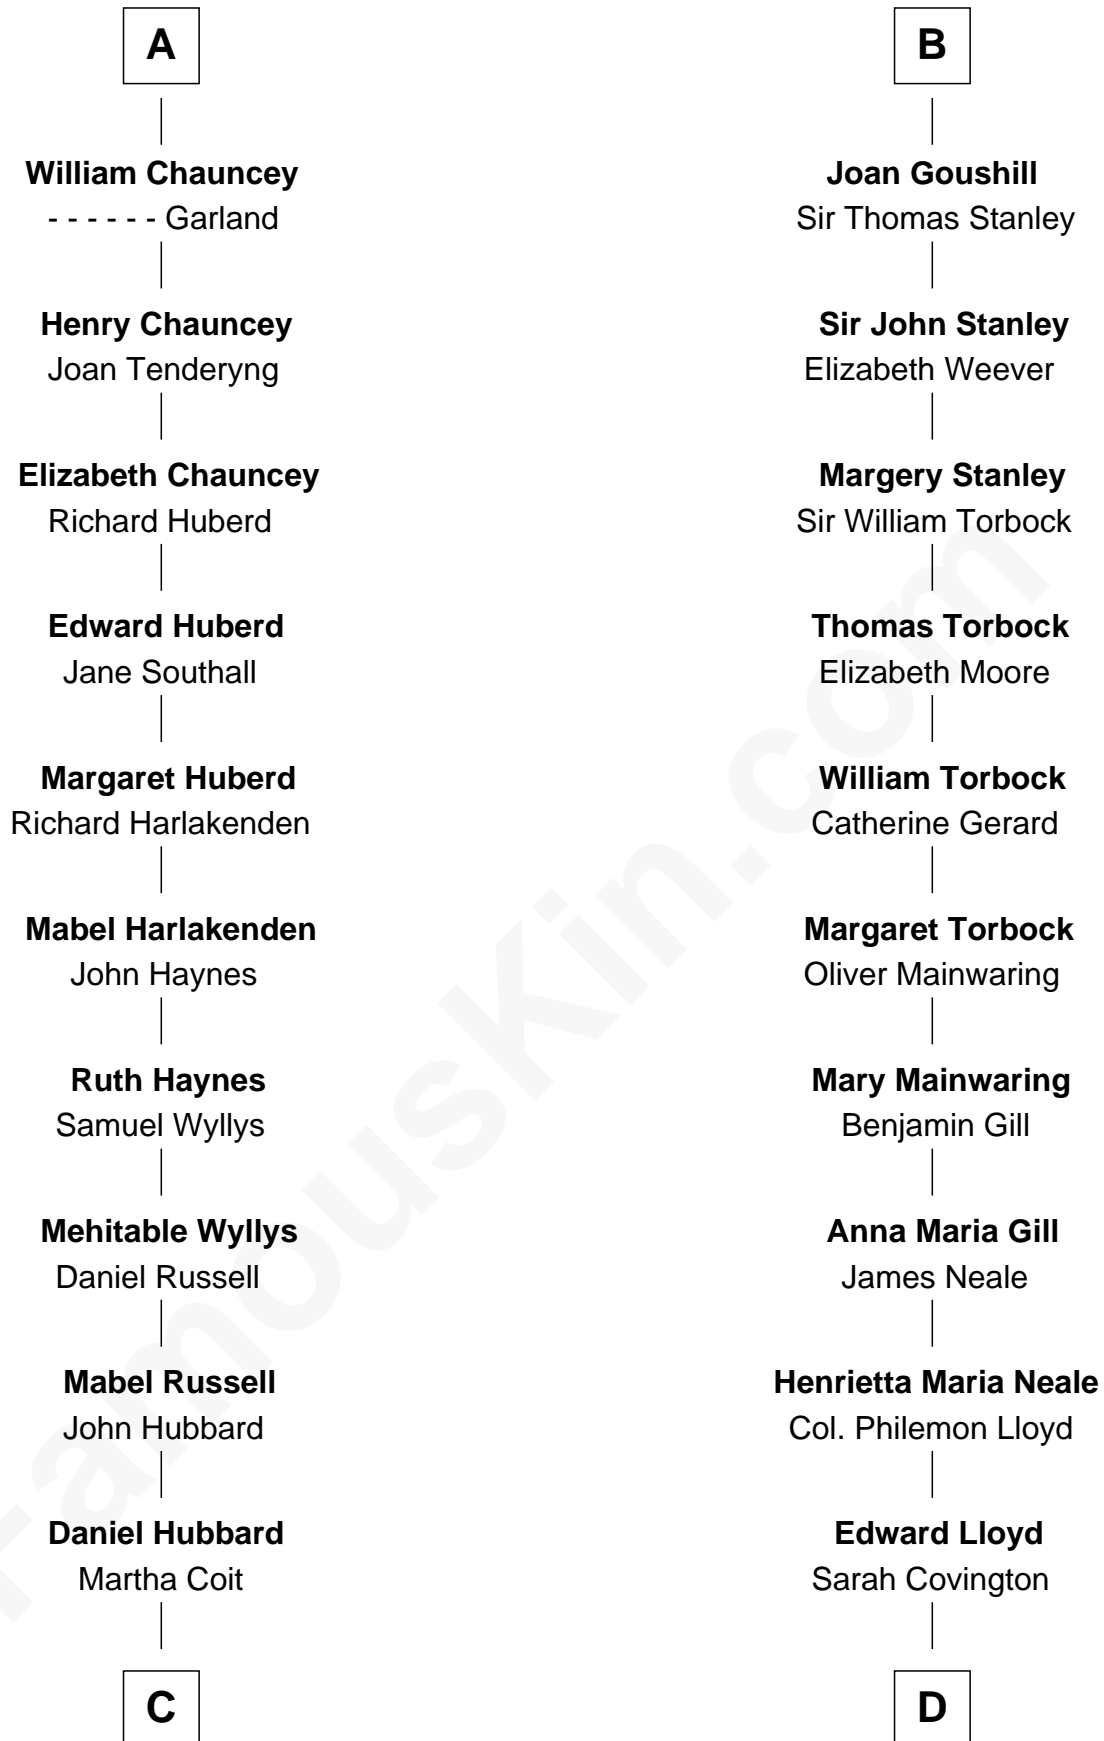 A
William Chauncey
- - - - - - Garland
Henry Chauncey
Joan Tenderyng
Elizabeth Chauncey
Richard Huberd
Edward Huberd
Jane Southall
Margaret Huberd
Richard Harlakenden
Mabel Harlakenden
John Haynes
Ruth Haynes
Samuel Wyllys
Mehitable Wyllys
Daniel Russell
Mabel Russell
John Hubbard
Daniel Hubbard
Martha Coit
C
B
Joan Goushill
Sir Thomas Stanley
Sir John Stanley
Elizabeth Weever
Margery Stanley
Sir William Torbock
Thomas Torbock
Elizabeth Moore
William Torbock
Catherine Gerard
Margaret Torbock
Oliver Mainwaring
Mary Mainwaring
Benjamin Gill
Anna Maria Gill
James Neale
Henrietta Maria Neale
Col. Philemon Lloyd
Edward Lloyd
Sarah Covington
D
FamousKin.com